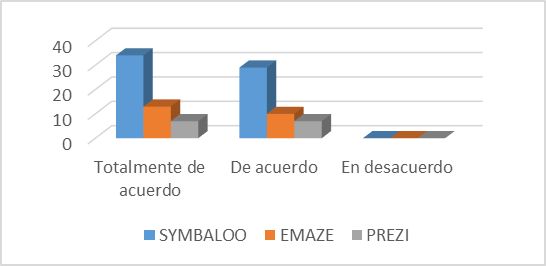 40
30
20
10
0
Totalmente de acuerdo
De acuerdo
En desacuerdo
SYMBALOO
EMAZE
PREZI